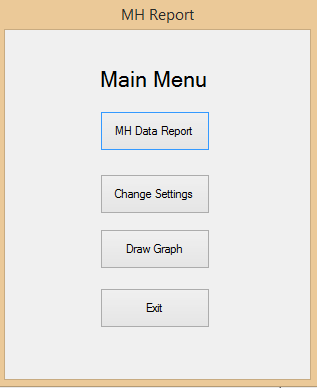 MH Report
Main Menu
MH Data Report
Change Settings
Draw Graph
Exit